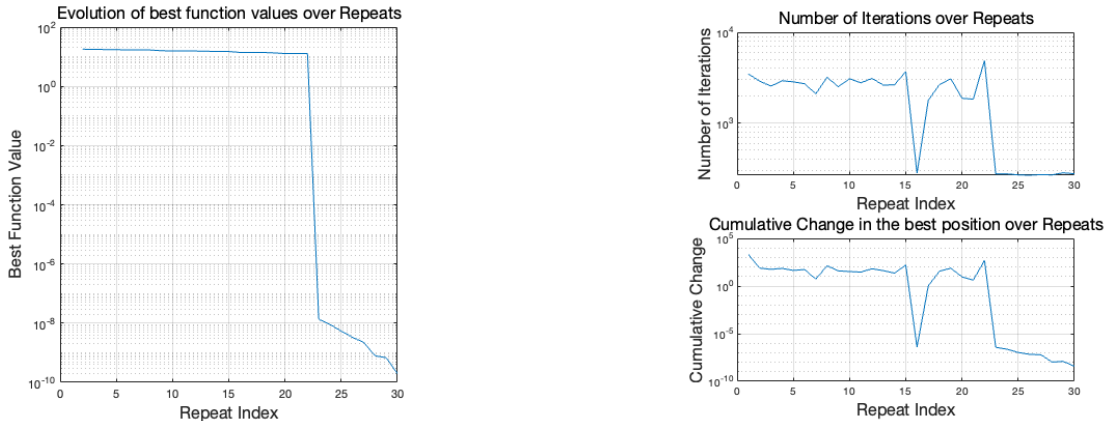 Evolution of best function values over Repeats
10^2
10^0
10^-2
10^-4
10^-6
10^-8
10^-10
Best Function Value
0 5 10 15 20 25 30
Repeat Index
Number of Iterations over Repeats
10^4
10^3
Number of Iterations
0 5 10 15 20 25 30
Repeat Index
Cumulative Change in the best position over Repeats
10^5
10^0
10^-5
10^-10
Cumulative Change
0 5 10 15 20 25 30
Repeat Index